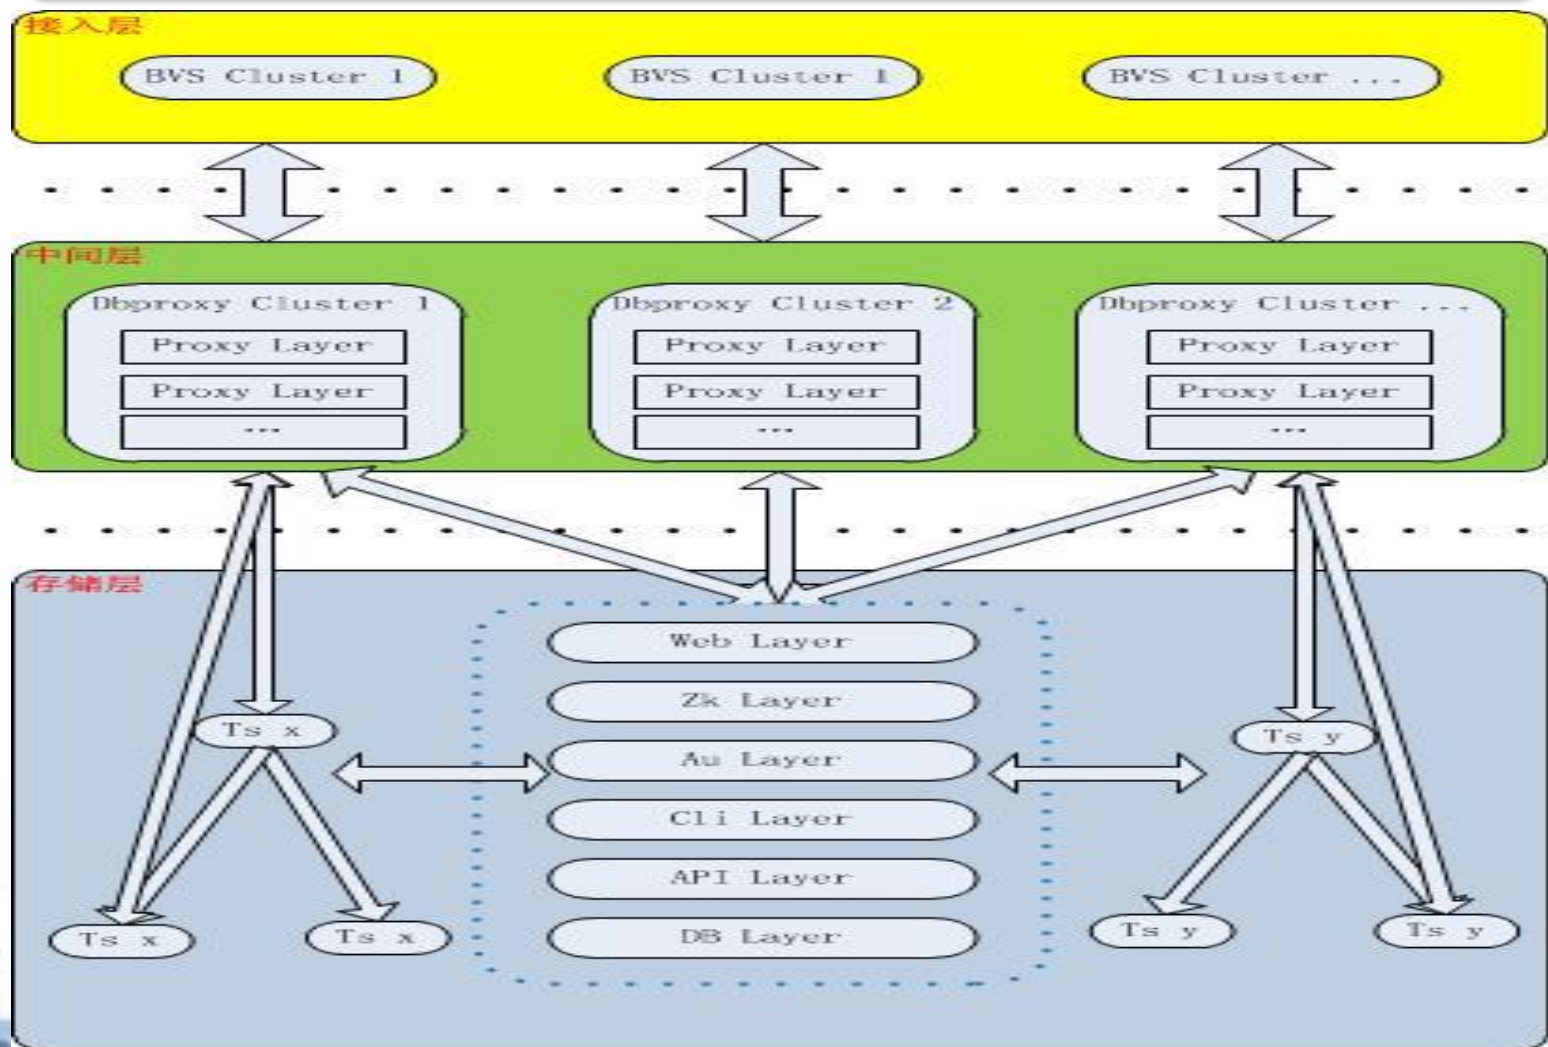 接入层
BVS Cluster 1
BVS Cluster 1
BVS Cluster ...
中间层
Dbproxy Cluster 1
Proxy Layer
Proxy Layer
...
Dbproxy Cluster 2
Proxy Layer
Proxy Layer
...
Dbproxy Cluster ...
Proxy Layer
Proxy Layer
...
存储层
Web Layer
Zk Layer
Au Layer
Cli Layer
API Layer
DB Layer
Ts x
Ts x
Ts x
Ts y
Ts y
Ts y